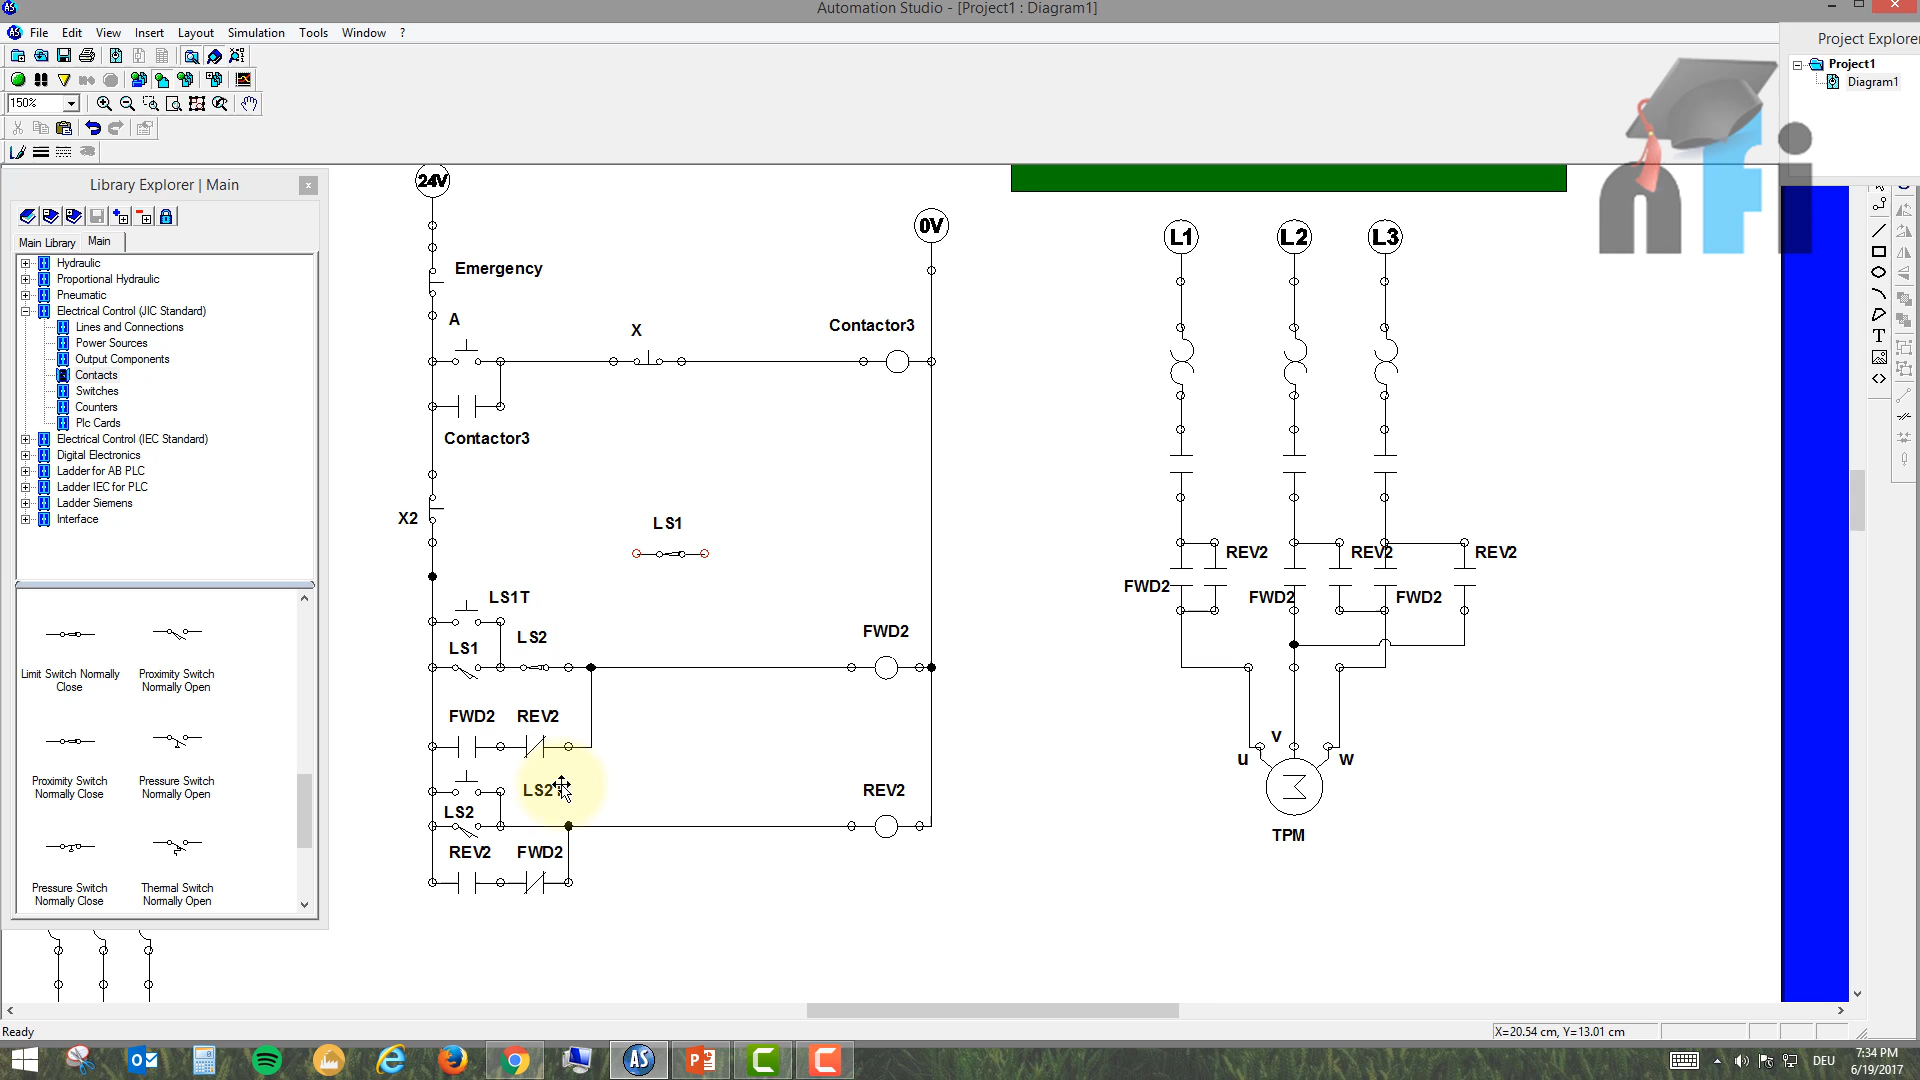 Automation Studio - [Project1 : Diagram1]
File Edit View Insert Layout Simulation Tools Window ?
Project Explorer
Project1
Diagram1
150%
nfi
Library Explorer | Main
Main Library Main
Hydraulic
Proportional Hydraulic
Pneumatic
Electrical Control (JIC Standard)
Lines and Connections
Power Sources
Output Components
Contacts
Switches
Counters
Plc Cards
Electrical Control (IEC Standard)
Digital Electronics
Ladder for AB PLC
Ladder IEC for PLC
Ladder Siemens
Interface
Limit Switch Normally Close
Proximity Switch Normally Open
Proximity Switch Normally Close
Pressure Switch Normally Open
Pressure Switch Normally Close
Thermal Switch Normally Open
24V
0V
L1 L2 L3
Emergency
A
X
Contactor3
Contactor3
X2
LS1
LS1T
LS1
LS2
FWD2
FWD2 REV2
LS2
LS2
REV2
REV2 FWD2
REV2 REV2 REV2
FWD2 FWD2 FWD2
U V W
TPM
Ready
X=20.54 cm, Y=13.01 cm
DEU
7:34 PM
6/19/2017